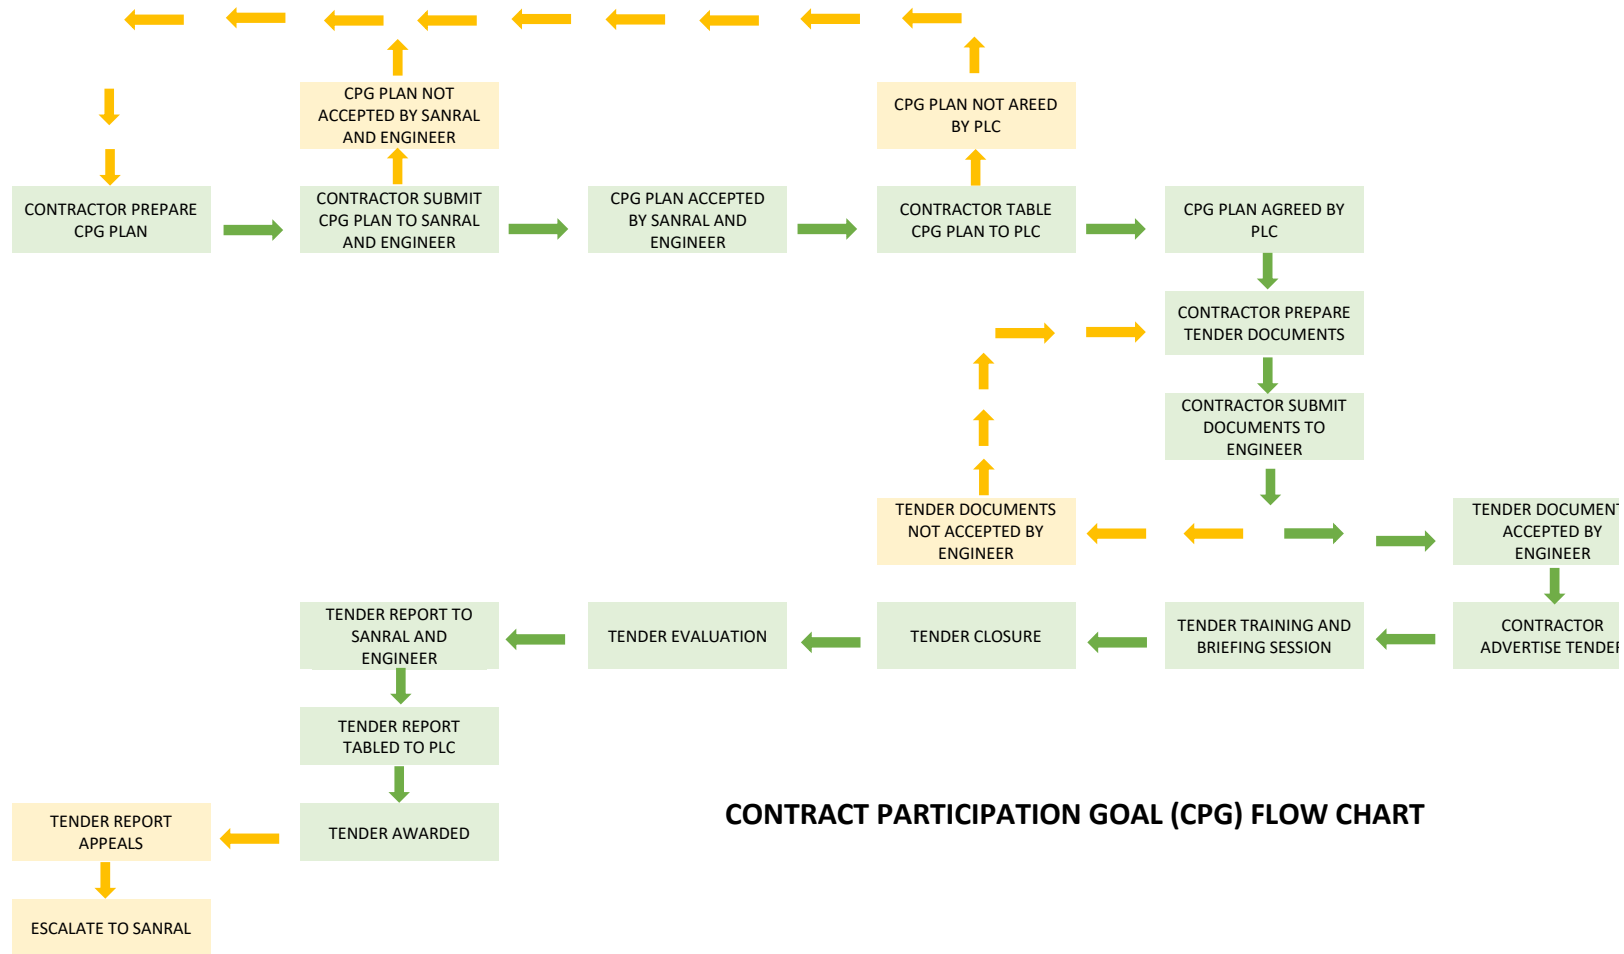 CPG PLAN NOT
ACCEPTED BY SANRAL
AND ENGINEER
CPG PLAN NOT AREED
BY PLC
CONTRACTOR PREPARE
CPG PLAN
CONTRACTOR SUBMIT
CPG PLAN TO SANRAL
AND ENGINEER
CPG PLAN ACCEPTED
BY SANRAL AND
ENGINEER
CONTRACTOR TABLE
CPG PLAN TO PLC
CPG PLAN AGREED BY
PLC
CONTRACTOR PREPARE
TENDER DOCUMENTS
CONTRACTOR SUBMIT
DOCUMENTS TO
ENGINEER
TENDER DOCUMENTS
NOT ACCEPTED BY
ENGINEER
TENDER DOCUMENT
ACCEPTED BY
ENGINEER
TENDER REPORT TO
SANRAL AND
ENGINEER
TENDER EVALUATION
TENDER CLOSURE
TENDER TRAINING AND
BRIEFING SESSION
CONTRACTOR
ADVERTISE TENDER
TENDER REPORT
TABLED TO PLC
TENDER REPORT
APPEALS
TENDER AWARDED
CONTRACT PARTICIPATION GOAL (CPG) FLOW CHART
ESCALATE TO SANRAL